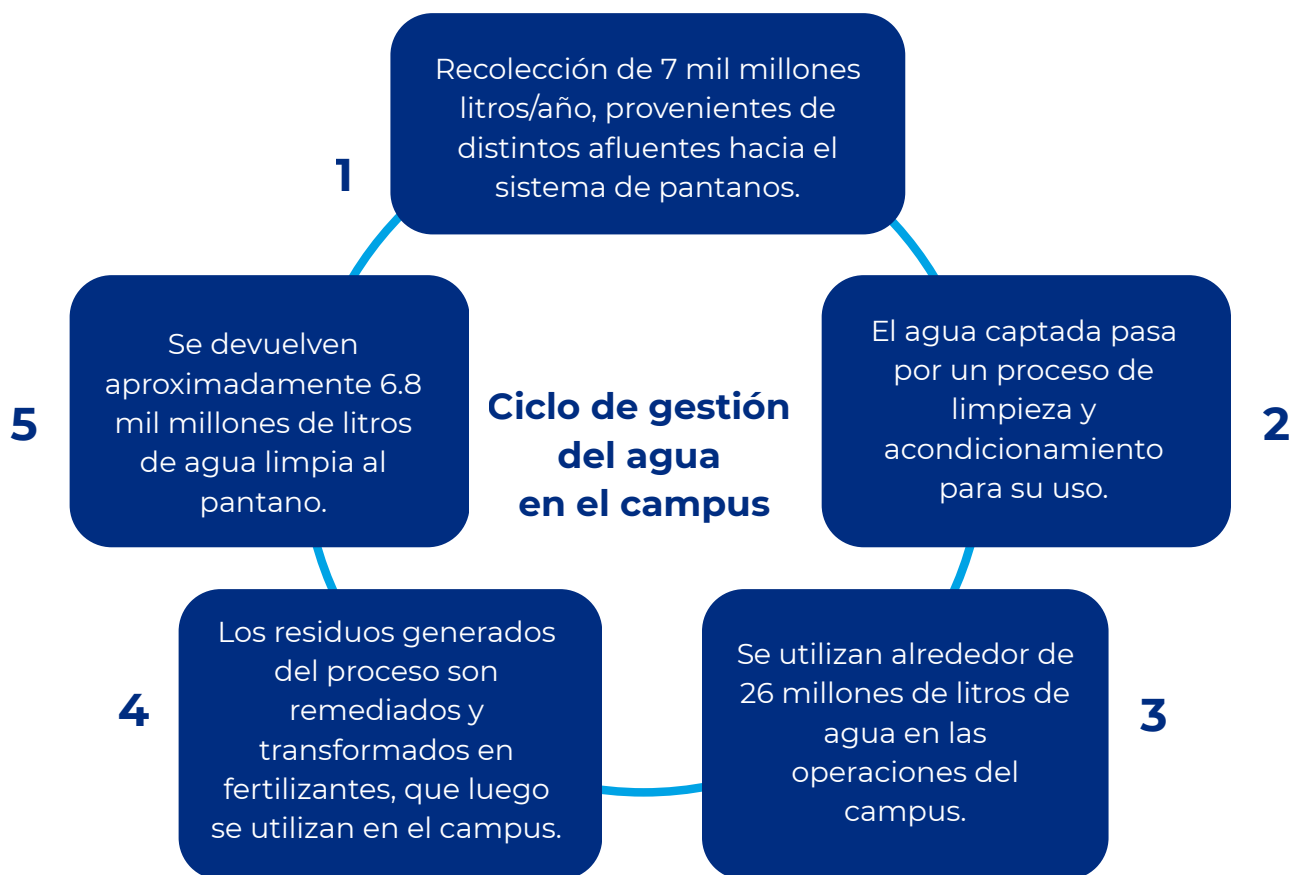 1
Recolección de 7 mil millones
litros/año, provenientes de
distintos afluentes hacia el
sistema de pantanos.
2
El agua captada pasa
por un proceso de
limpieza y
acondicionamiento
para su uso.
3
Se utilizan alrededor de
26 millones de litros de
agua en las
operaciones del
campus.
4
Los residuos generados
del proceso son
remediados y
transformados en
fertilizantes, que luego
se utilizan en el campus.
5
Se devuelven
aproximadamente 6.8
mil millones de litros
de agua limpia al
pantano.
Ciclo de gestión
del agua
en el campus